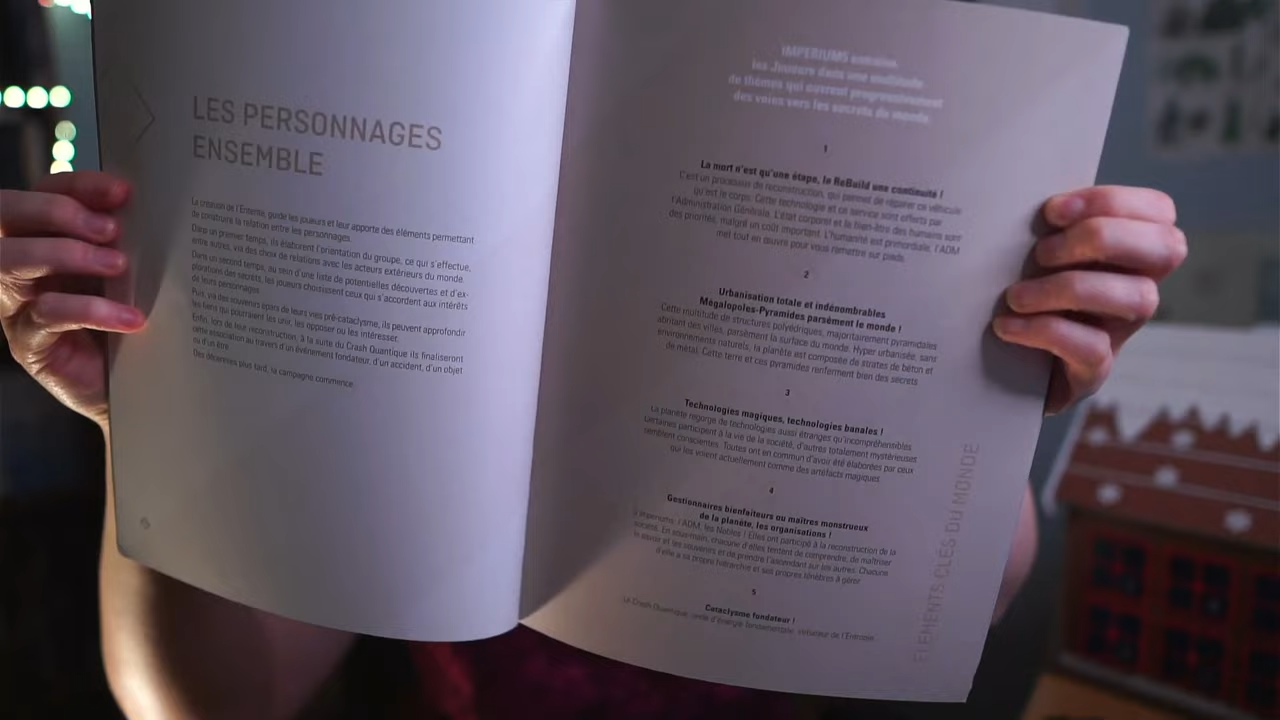 LES PERSONNAGES
ENSEMBLE
La création de l'Entente, guide les joueurs et leur apporte des éléments permettant
de construire la relation entre les personnages.
Dans un premier temps, ils élaborent l'orientation du groupe, ce qui s'effectue,
entre autres, via des choix de relations avec les acteurs extérieurs du monde.
Dans un second temps, au sein d'une liste de potentielles découvertes et d'ex-
plorations des secrets, les joueurs choisissent ceux qui s'accordent aux intérêts
de leurs personnages.
Puis, via des souvenirs épars de leurs vies pré-cataclysme, ils peuvent approfondir
les liens qui pourraient les unir, les opposer ou les intéresser.
Enfin, lors de leur reconstruction, à la suite du Crash Quantique ils finaliseront
cette association au travers d'un événement fondateur, d'un accident, d'un objet
ou d'un être.
Des décennies plus tard, la campagne commence.
IMPERIUMS entraîne
les Joueurs dans une multitude
de thèmes qui ouvrent progressivement
des voies vers les secrets du monde.
1
La mort n'est qu'une étape, le ReBuild une continuité !
C'est un processus de reconstruction, qui permet de réparer ce véhicule
qu'est le corps. Cette technologie et ce service sont offerts par
l'Administration Générale. L'état corporel et le bien-être des humains sont
des priorités, malgré un coût important. L'humanité est primordiale, l'ADM
met tout en œuvre pour vous remettre sur pieds.
2
Urbanisation totale et indénombrables
Mégalopoles-Pyramides parsèment le monde !
Cette multitude de structures polyédriques, majoritairement pyramidales
abritant des villes, parsèment la surface du monde. Hyper urbanisée, sans
environnements naturels, la planète est composée de strates de béton et
de métal. Cette terre et ces pyramides renferment bien des secrets
3
Technologies magiques, technologies banales !
La planète regorge de technologies aussi étranges qu'incompréhensibles
certaines participent à la vie de la société, d'autres totalement mystérieuses
semblent conscientes. Toutes ont en commun d'avoir été élaborées par ceux
qui les voient actuellement comme des artéfacts magiques.
4
Gestionnaires bienfaiteurs ou maîtres monstrueux
de la planète, les organisations !
Imperiums, l'ADM, les Nobles ! Elles ont participé à la reconstruction de la
société. En sous-main, chacune d'elles tentent de comprendre, de maîtriser
le savoir et les souvenirs et de prendre l'ascendant sur les autres. Chacune
d'elle a sa propre hiérarchie et ses propres ténèbres à gérer
5
Cataclysme fondateur !
Le Crash Quantique, onde d'énergie fantasmatique, initiateur de l'Entropie.
ÉLÉMENTS CLÉS DU MONDE